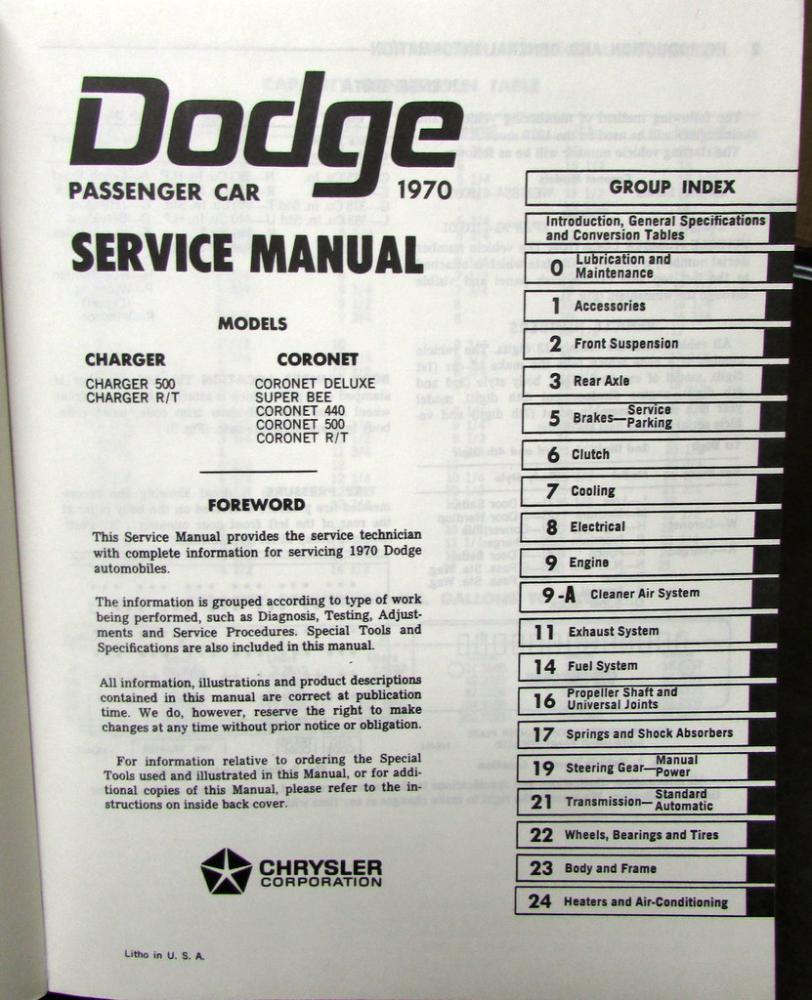 Dodge
PASSENGER CAR 1970
SERVICE MANUAL
MODELS
CHARGER
CHARGER 500
CHARGER R/T
CORONET
CORONET DELUXE
SUPER BEE
CORONET 440
CORONET 500
CORONET R/T
FOREWORD
This Service Manual provides the service technician
with complete information for servicing 1970 Dodge
automobiles.
The information is grouped according to type of work
being performed, such as Diagnosis, Testing, Adjust-
ments and Service Procedures. Special Tools and
Specifications are also included in this manual.
All information, illustrations and product descriptions
contained in this manual are correct at publication
time. We do, however, reserve the right to make
changes at any time without prior notice or obligation.
For information relative to ordering the Special
Tools used and illustrated in this Manual, or for addi-
tional copies of this Manual, please refer to the in-
structions on inside back cover.
CHRYSLER
CORPORATION
Litho in U. S. A.
GROUP INDEX
Introduction, General Specifications
and Conversion Tables
0 Lubrication and
Maintenance
1 Accessories
2 Front Suspension
3 Rear Axle
5 Brakes—Service
Parking
6 Clutch
7 Cooling
8 Electrical
9 Engine
9-A Cleaner Air System
11 Exhaust System
14 Fuel System
16 Propeller Shaft and
Universal Joints
17 Springs and Shock Absorbers
19 Steering Gear—Manual
Power
21 Transmission—Standard
Automatic
22 Wheels, Bearings and Tires
23 Body and Frame
24 Heaters and Air-Conditioning